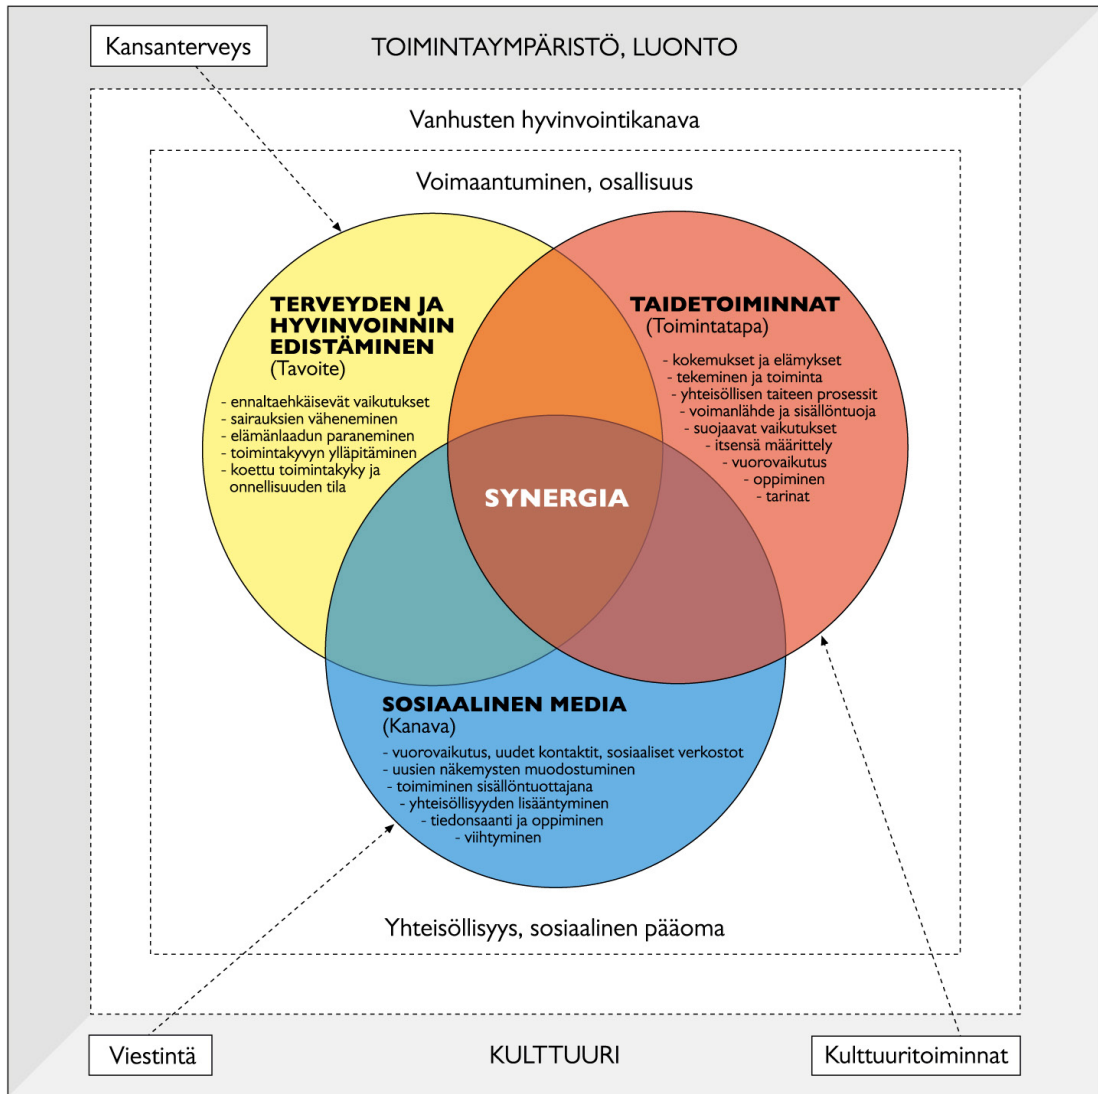 Kansanterveys
TOIMINTAYMPÄRISTÖ, LUONTO
Vanhusten hyvinvointikanava
Voimaantuminen, osallisuus
TERVEYDEN JA
HYVINVOINNIN
EDISTÄMINEN
(Tavoite)
- ennaltaehkäisevät vaikutukset
- sairauksien väheneminen
- elämänlaadun paraneminen
- toimintakyvyn ylläpitäminen
- koettu toimintakyky ja
onnellisuuden tila
TAIDETOIMINNAT
(Toimintatapa)
- kokemukset ja elämykset
- tekeminen ja toiminta
- yhteisöllisen taiteen prosessit
- voimanlähde ja sisällöntuoja
- suojaavat vaikutukset
- itsensä määrittely
- vuorovaikutus
- oppiminen
- tarinat
SYNERGIA
SOSIAALINEN MEDIA
(Kanava)
- vuorovaikutus, uudet kontaktit, sosiaaliset verkostot
- uusien näkemysten muodostuminen
- toimiminen sisällöntuottajana
- yhteisöllisyyden lisääntyminen
- tiedonsaanti ja oppiminen
- viihtyminen
Yhteisöllisyys, sosiaalinen pääoma
Viestintä
KULTTUURI
Kulttuuritoiminnat